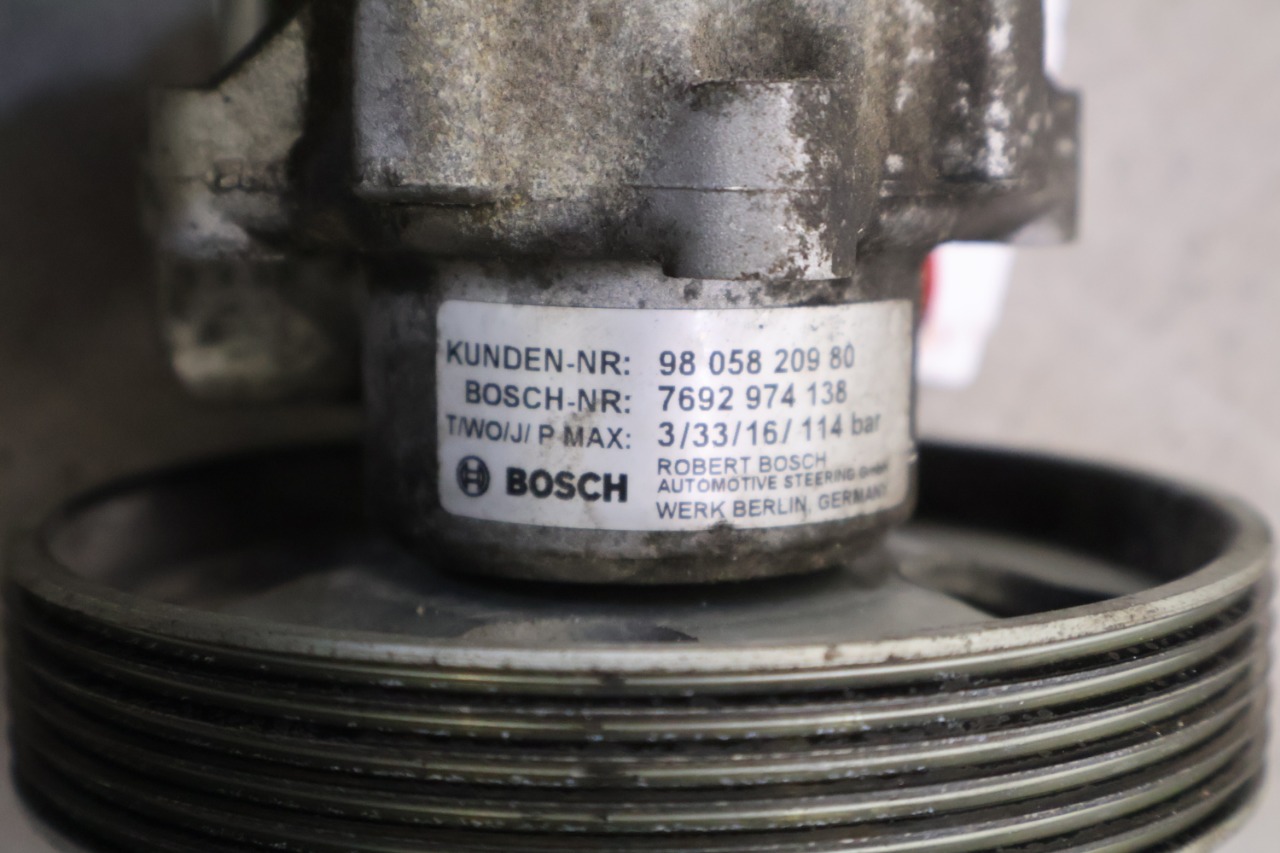 KUNDEN-NR: 98 058 209 80
BOSCH-NR: 7692 974 138
T/WO/J/ P MAX: 3/33/16/ 114 bar
BOSCH
ROBERT BOSCH
AUTOMOTIVE STEERING GmbH
WERK BERLIN, GERMANY